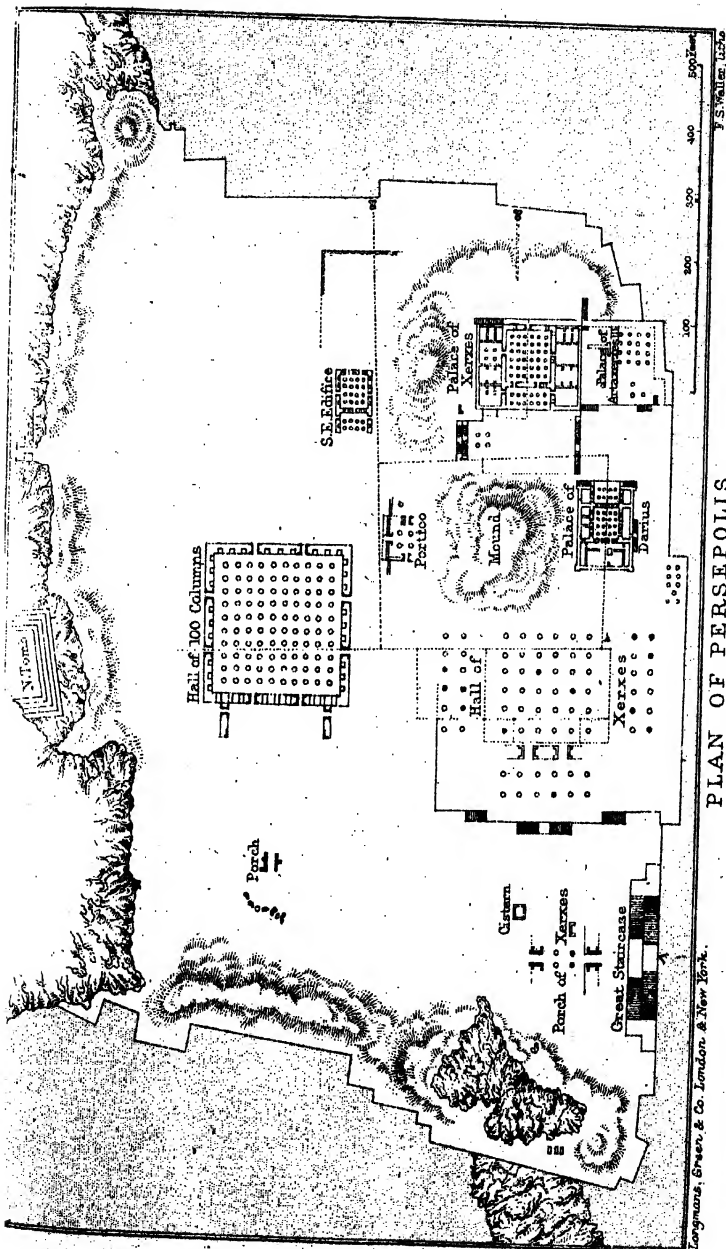 N.Tomb
Hall of 100 Columns
Porch
S.E. Edifice
Portico
Palace of
Xerxes
Hall of
Xerxes
Mound
Cistern
Porch of Xerxes
Palace of
Darius
Palace of
Great Staircase
100 200 300 400 500 Feet
Longmans, Green & Co. London & New York.
F.S. Weller, Litho.
PLAN OF PERSEPOLIS